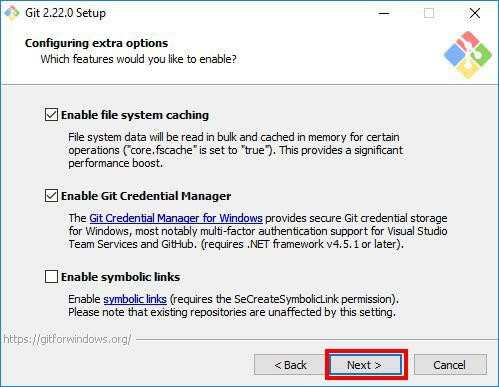 Git 2.22.0 Setup
Configuring extra options
Which features would you like to enable?
Enable file system caching
File system data will be read in bulk and cached in memory for certain
operations ("core.fscache" is set to "true"). This provides a significant
performance boost.
Enable Git Credential Manager
The Git Credential Manager for Windows provides secure Git credential storage
for Windows, most notably multi-factor authentication support for Visual Studio
Team Services and GitHub. (requires .NET framework v4.5.1 or later).
Enable symbolic links
Enable symbolic links (requires the SeCreateSymbolicLink permission).
Please note that existing repositories are unaffected by this setting.
https://gitforwindows.org/
< Back Next > Cancel